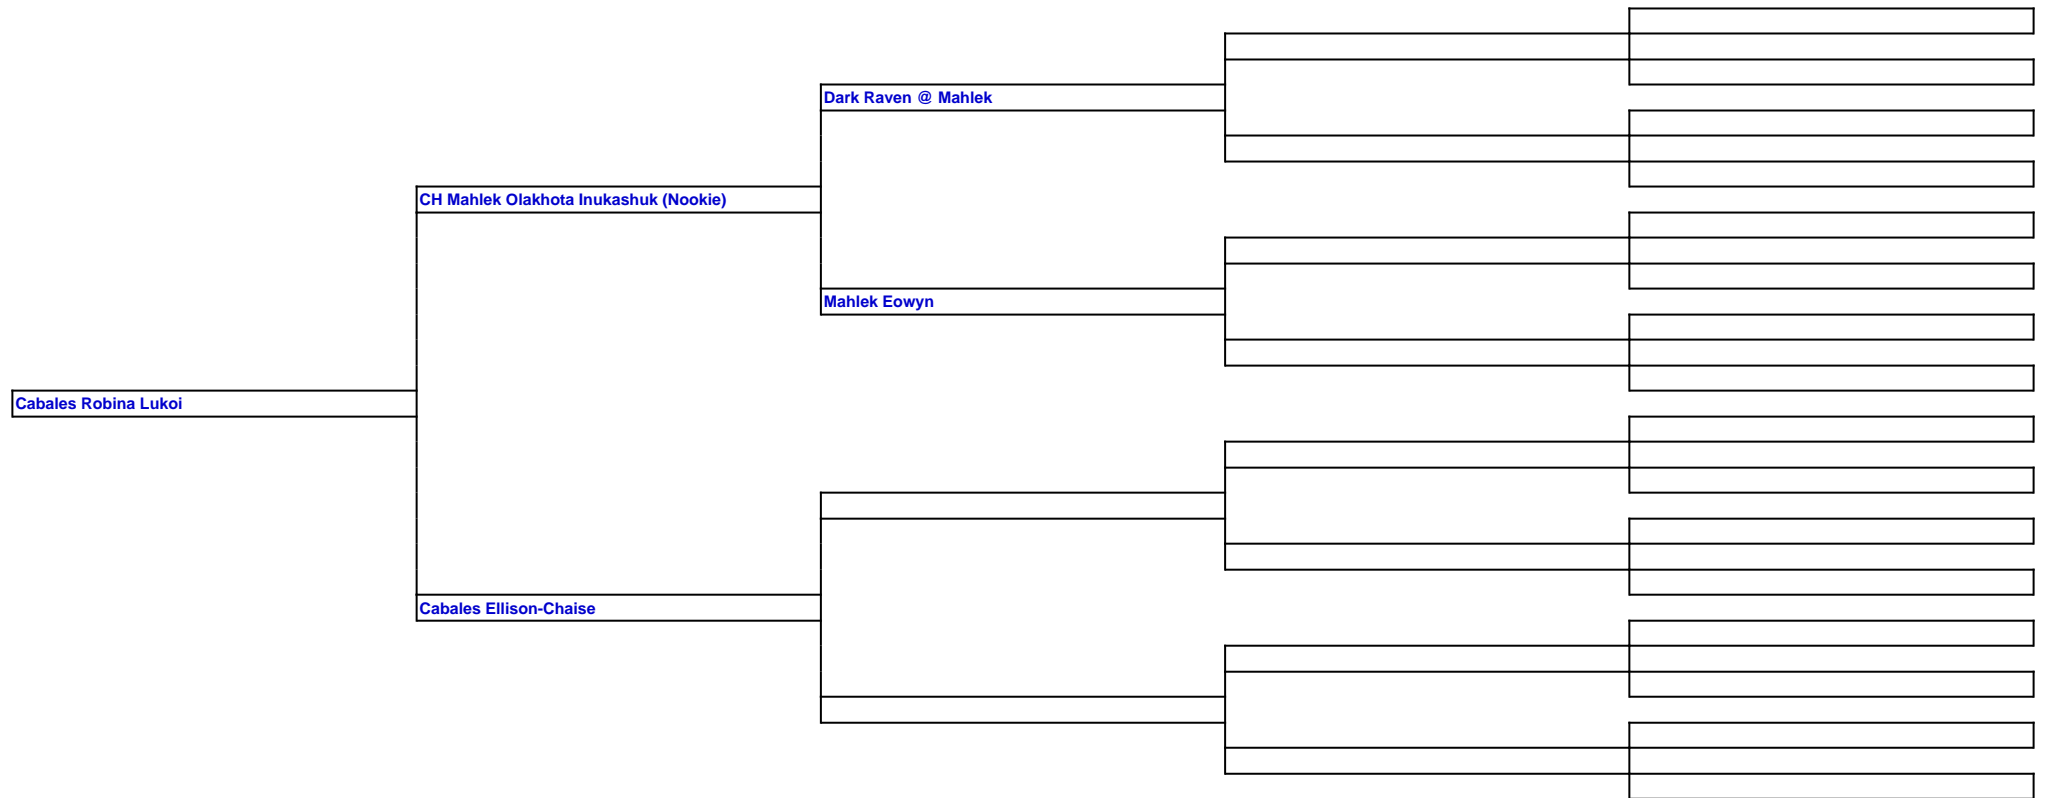 Dark Raven @ Mahlek
CH Mahlek Olakhota Inukashuk (Nookie)
Mahlek Eowyn
Cabales Robina Lukoi
Cabales Ellison-Chaise